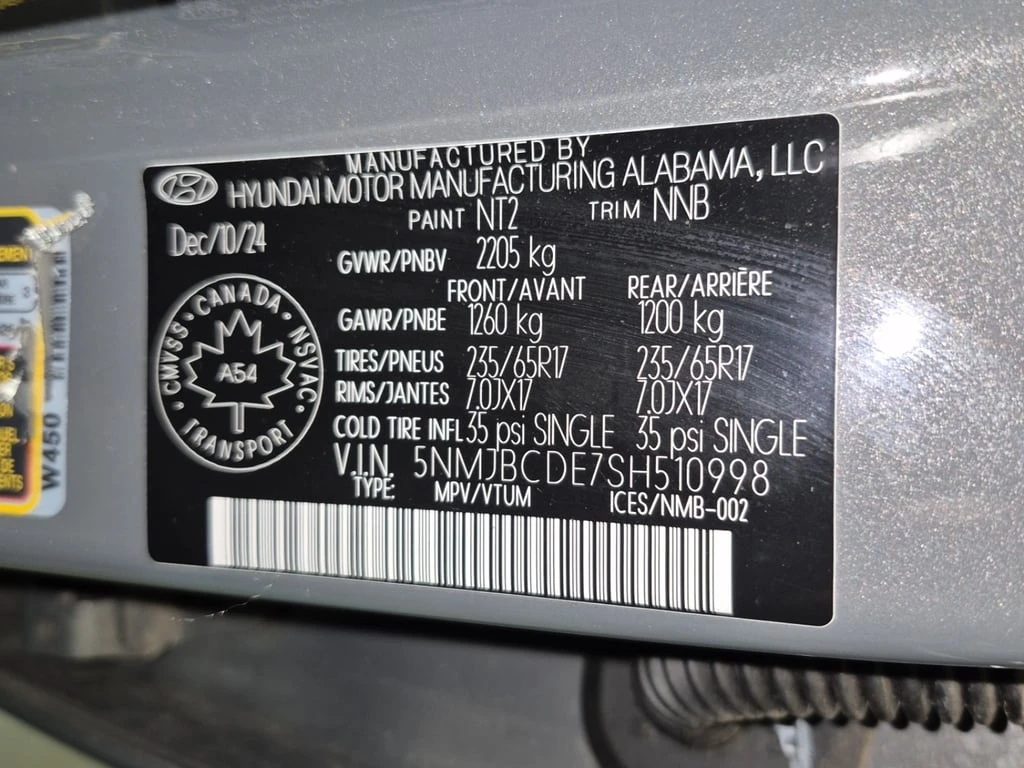 MANUFACTURED BY
HYUNDAI MOTOR MANUFACTURING ALABAMA, LLC
PAINT NT2 TRIM NNB
Dec/10/24
GVWR/PNBV 2205 kg
FRONT/AVANT REAR/ARRIĒRE
GAWR/PNBE 1260 kg 1200 kg
TIRES/PNEUS 235/65R17 235/65R17
RIMS/JANTES 7.0JX17 7.0JX17
COLD TIRE INFL 35 psi SINGLE 35 psi SINGLE
V.I.N. 5NMJBCDE7SH510998
TYPE: MPV/VTUM ICES/NMB-002
CMVSS • CANADA • NSVAC • TRANSPORT •
A54
W450